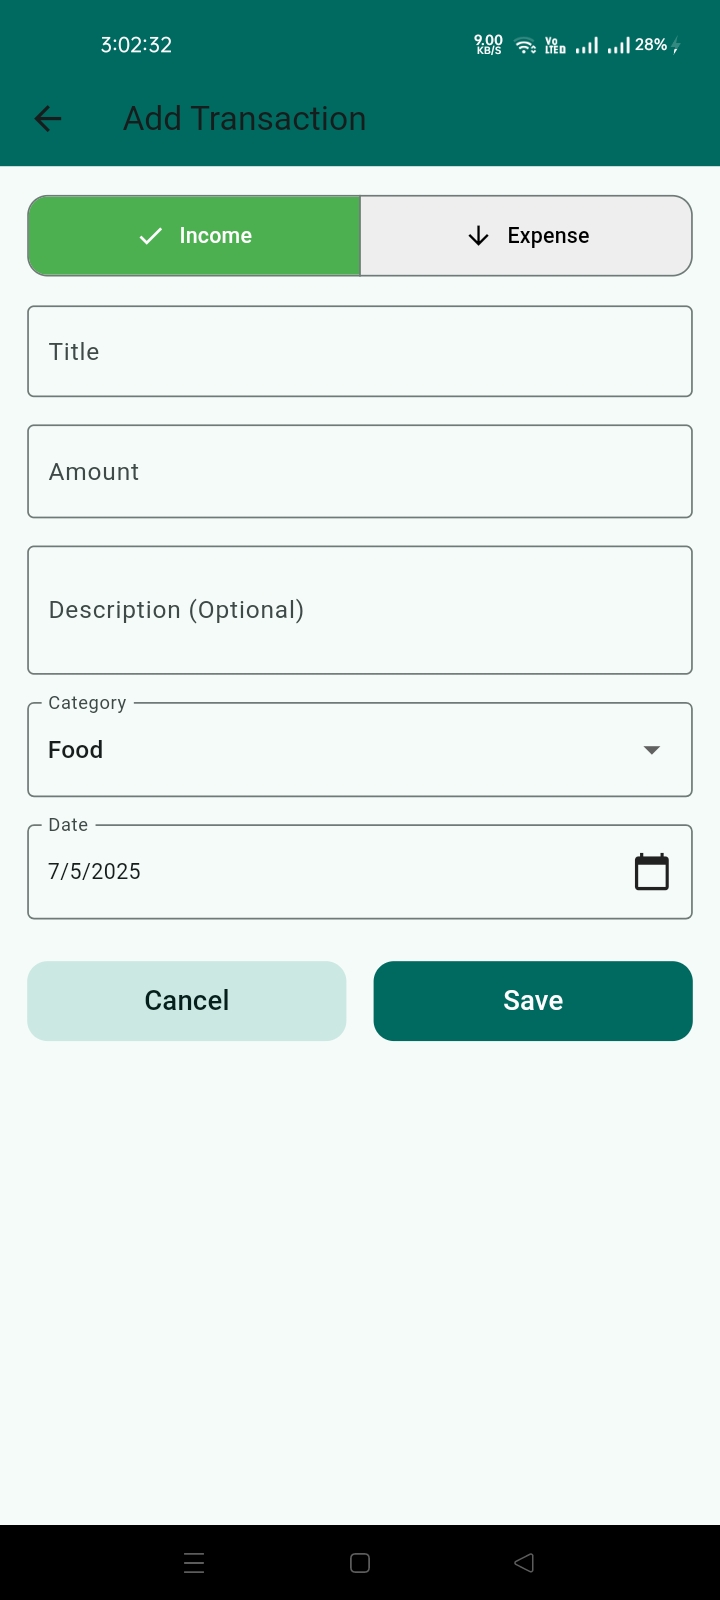 3:02:32 9.00 KB/S Vo LTE 28%
Add Transaction
Income Expense
Title
Amount
Description (Optional)
Category
Food
Date
7/5/2025
Cancel Save